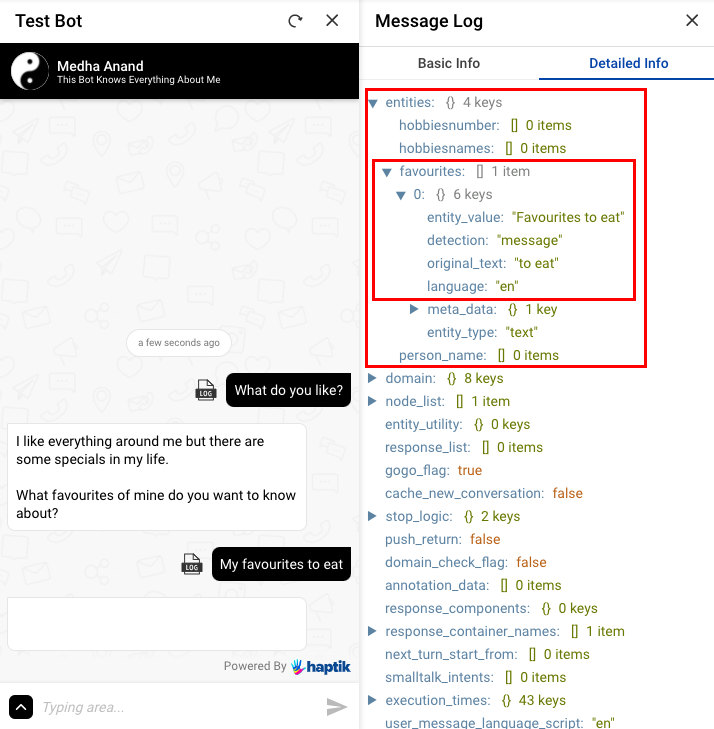 Test Bot
Medha Anand
This Bot Knows Everything About Me
a few seconds ago
LOG
What do you like?
I like everything around me but there are
some specials in my life.
What favourites of mine do you want to know
about?
LOG
My favourites to eat
Powered By haptik
Typing area...
Message Log
Basic Info
Detailed Info
entities: {} 4 keys
hobbiesnumber: [] 0 items
hobbiesnames: [] 0 items
favourites: [] 1 item
0: {} 6 keys
entity_value: "Favourites to eat"
detection: "message"
original_text: "to eat"
language: "en"
meta_data: {} 1 key
entity_type: "text"
person_name: [] 0 items
domain: {} 8 keys
node_list: [] 1 item
entity_utility: {} 0 keys
response_list: [] 0 items
gogo_flag: true
cache_new_conversation: false
stop_logic: {} 2 keys
push_return: false
domain_check_flag: false
annotation_data: [] 0 items
response_components: {} 0 keys
response_container_names: [] 1 item
next_turn_start_from: [] 0 items
smalltalk_intents: [] 0 items
execution_times: {} 43 keys
user_message_language_script: "en"